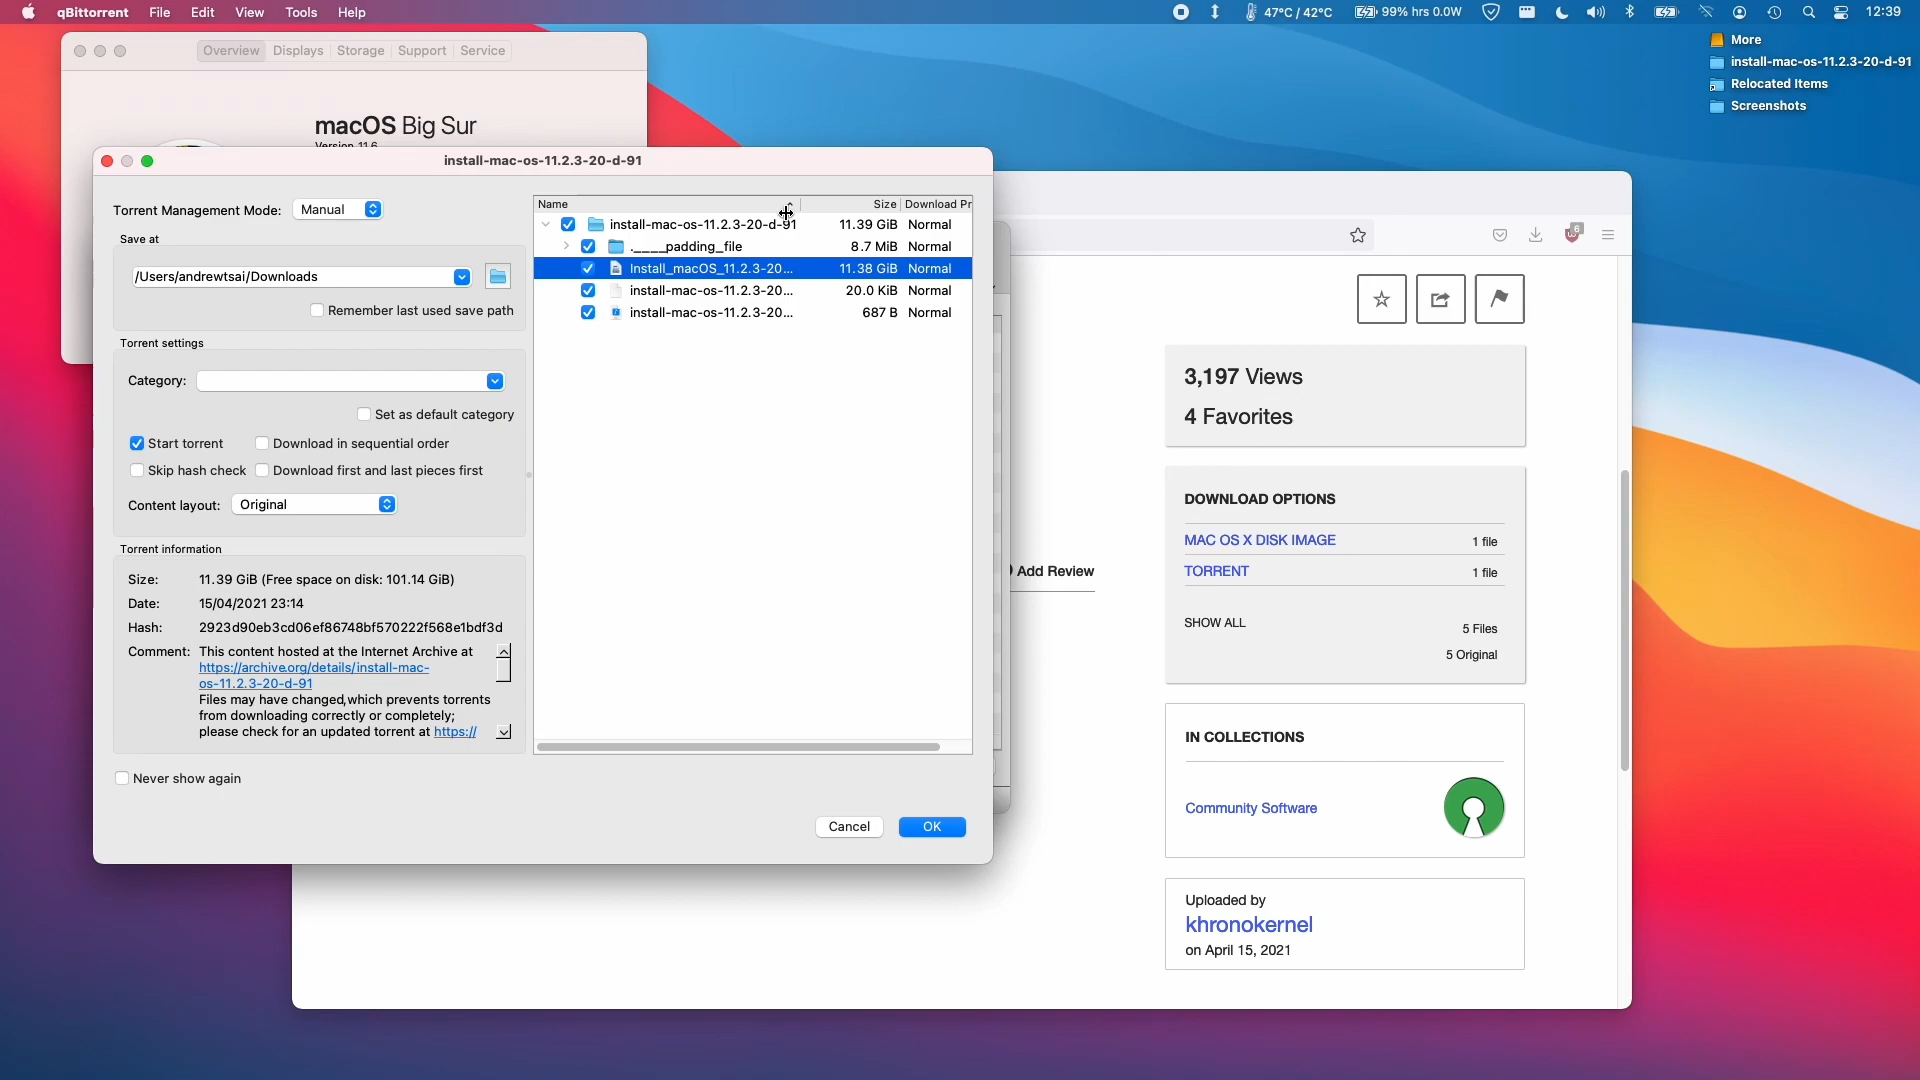 qBittorrent File Edit View Tools Help
47°C / 42°C 99% hrs 0.0W 12:39
More
install-mac-os-11.2.3-20-d-91
Relocated Items
Screenshots
Overview Displays Storage Support Service
macOS Big Sur
Version 11.6
install-mac-os-11.2.3-20-d-91
Torrent Management Mode: Manual
Save at
/Users/andrewtsai/Downloads
Remember last used save path
Torrent settings
Category:
Set as default category
Start torrent Download in sequential order
Skip hash check Download first and last pieces first
Content layout: Original
Torrent information
Size: 11.39 GiB (Free space on disk: 101.14 GiB)
Date: 15/04/2021 23:14
Hash: 2923d90eb3cd06ef86748bf570222f568e1bdf3d
Comment: This content hosted at the Internet Archive at
https://archive.org/details/install-mac-
os-11.2.3-20-d-91
Files may have changed, which prevents torrents
from downloading correctly or completely;
please check for an updated torrent at https://
Never show again
Name Size Download Pr
install-mac-os-11.2.3-20-d-91 11.39 GiB Normal
.____padding_file 8.7 MiB Normal
Install_macOS_11.2.3-20... 11.38 GiB Normal
install-mac-os-11.2.3-20... 20.0 KiB Normal
install-mac-os-11.2.3-20... 687 B Normal
Cancel OK
6
3,197 Views
4 Favorites
DOWNLOAD OPTIONS
MAC OS X DISK IMAGE 1 file
TORRENT 1 file
SHOW ALL 5 Files
5 Original
Add Review
IN COLLECTIONS
Community Software
Uploaded by
khronokernel
on April 15, 2021